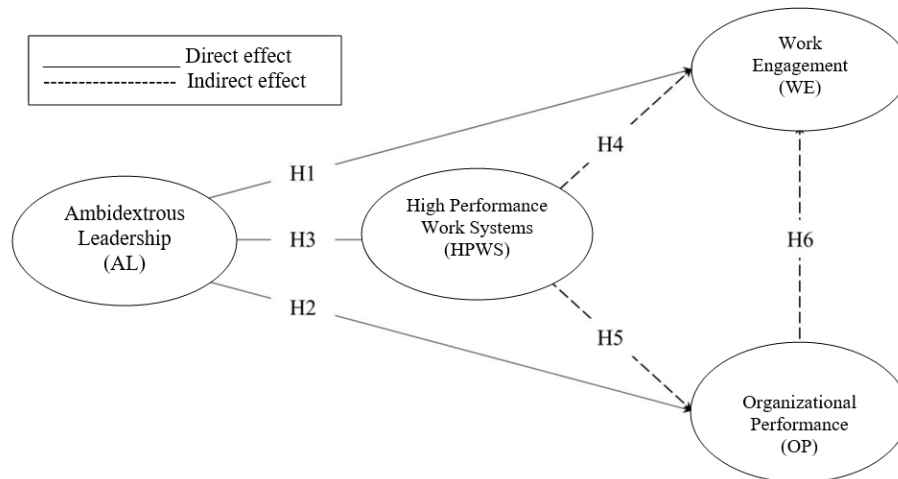 Direct effect
Indirect effect
Work
Engagement
(WE)
H4
H1
Ambidextrous
Leadership
(AL)
H3
High Performance
Work Systems
(HPWS)
H6
H2
H5
Organizational
Performance
(OP)